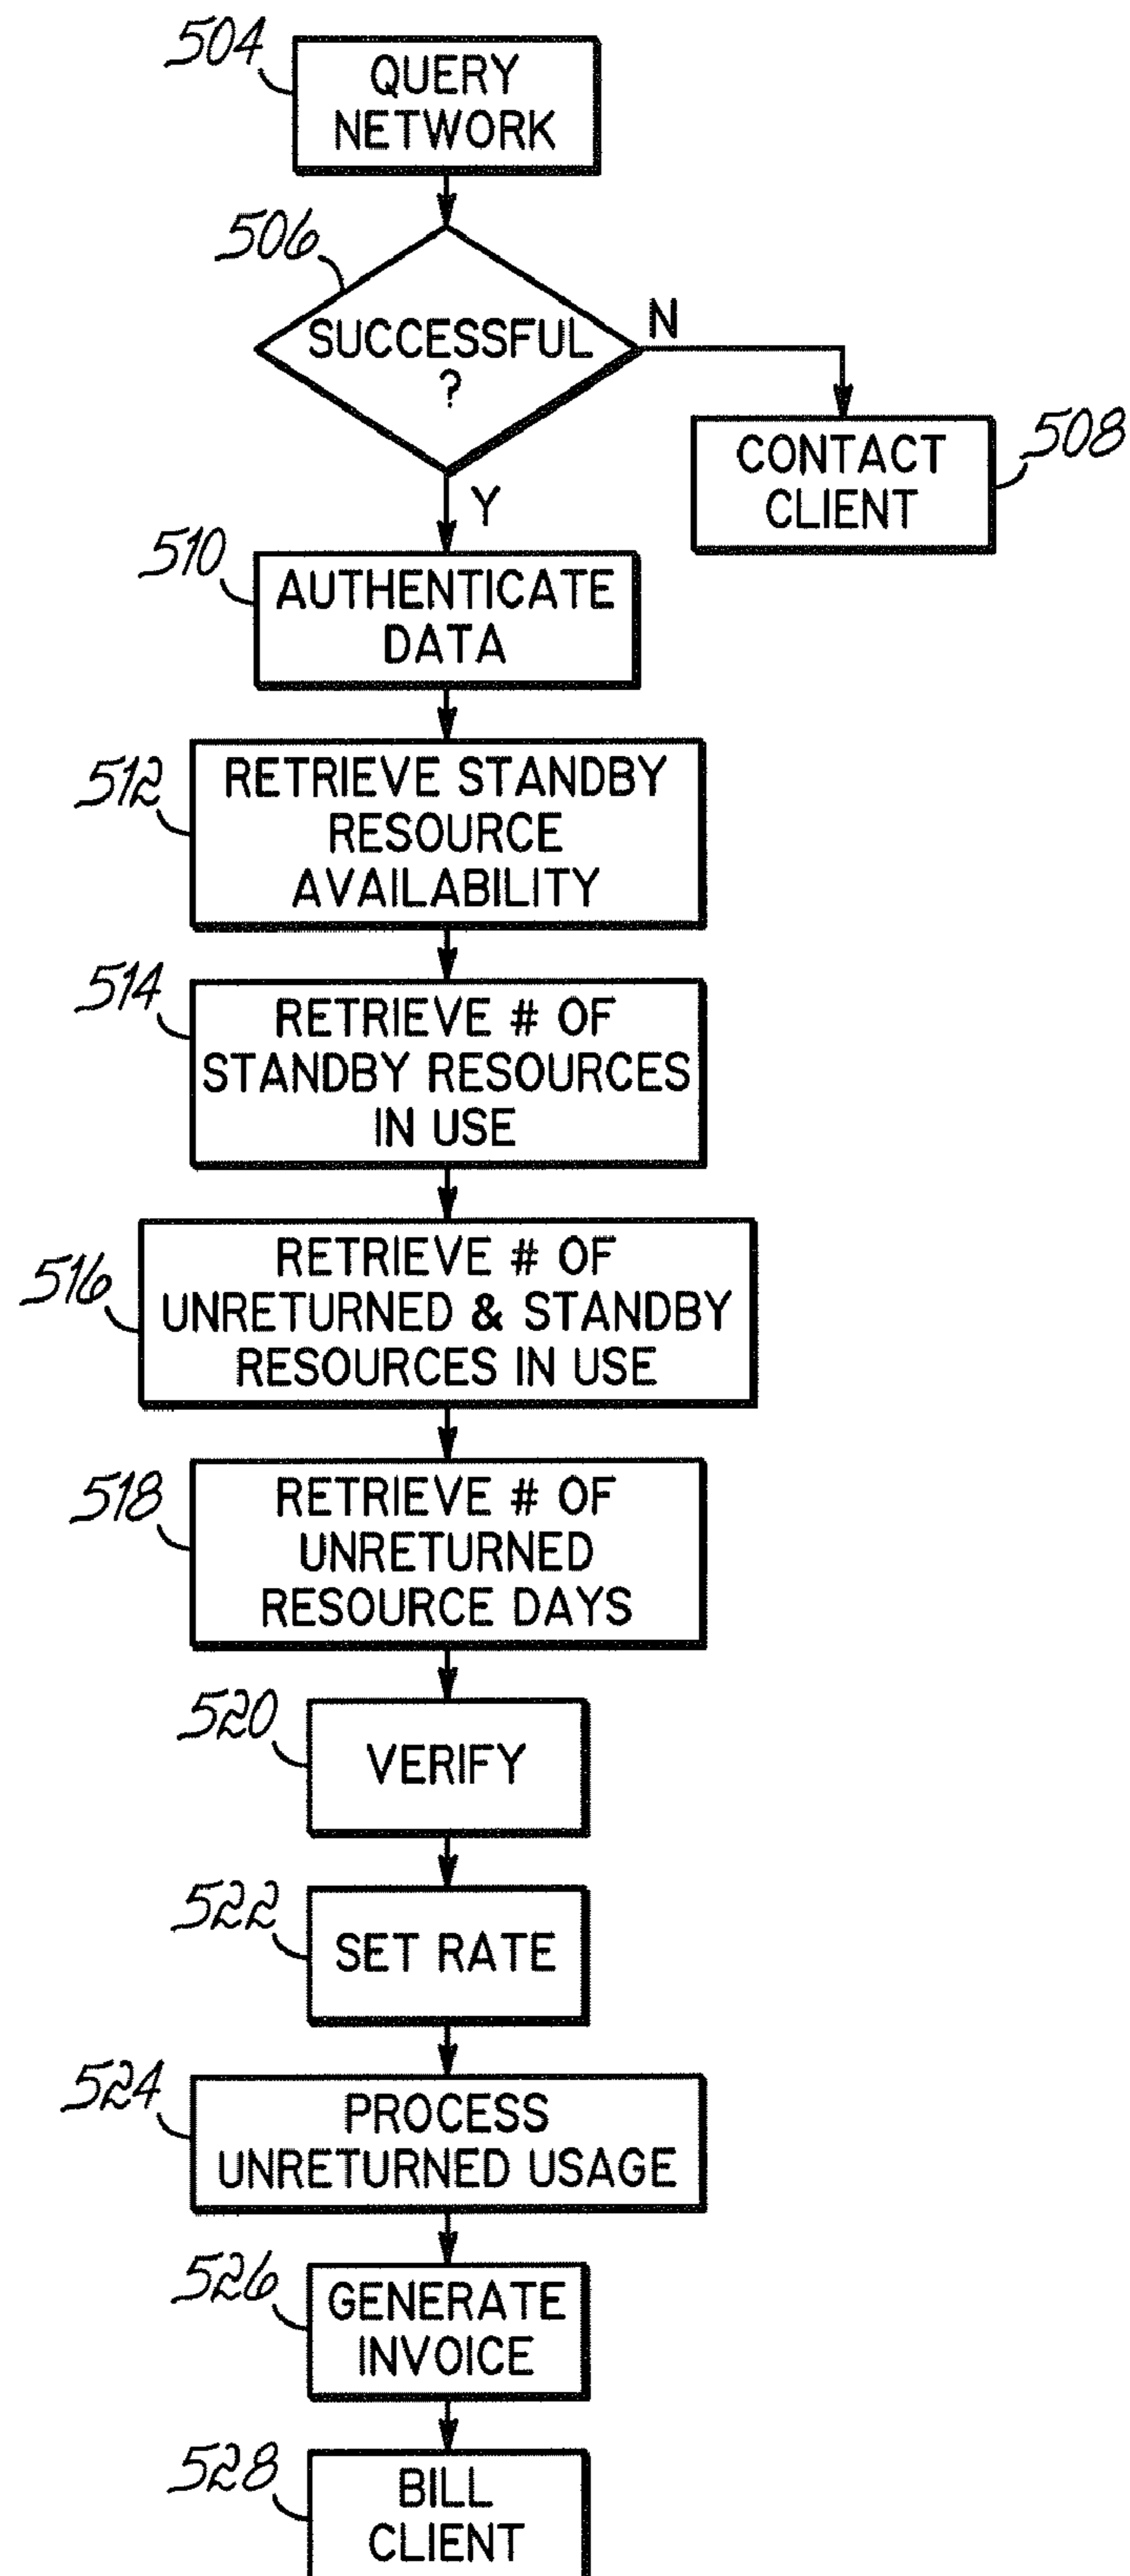 504
QUERY
NETWORK
506
SUCCESSFUL
?
N
Y
CONTACT
CLIENT
508
510
AUTHENTICATE
DATA
512
RETRIEVE STANDBY
RESOURCE
AVAILABILITY
514
RETRIEVE # OF
STANDBY RESOURCES
IN USE
516
RETRIEVE # OF
UNRETURNED & STANDBY
RESOURCES IN USE
518
RETRIEVE # OF
UNRETURNED
RESOURCE DAYS
520
VERIFY
522
SET RATE
524
PROCESS
UNRETURNED USAGE
526
GENERATE
INVOICE
528
BILL
CLIENT